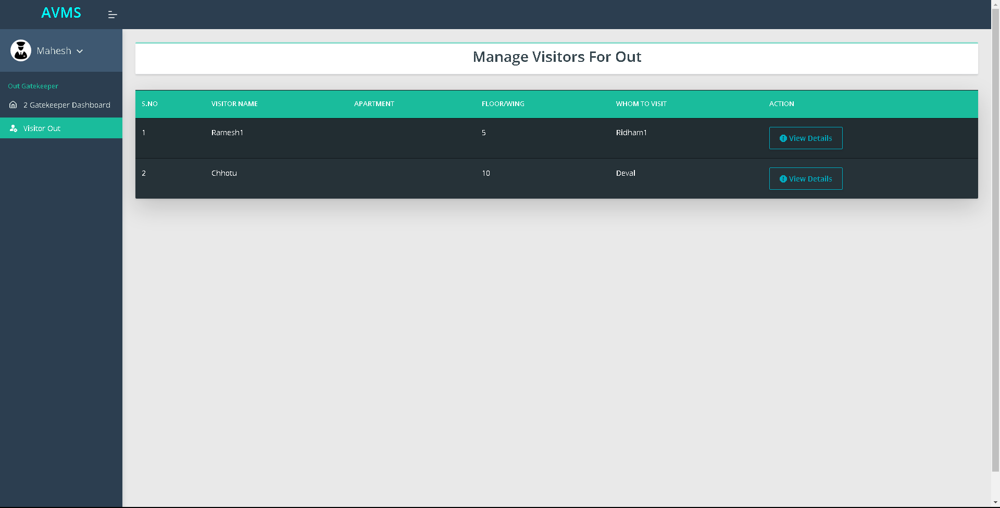 AVMS
Mahesh
Out Gatekeeper
2 Gatekeeper Dashboard
Visitor Out
Manage Visitors For Out
S.NO VISITOR NAME APARTMENT FLOOR/WING WHOM TO VISIT ACTION
1 Ramesh1 5 Ridham1 View Details
2 Chhotu 10 Deval View Details